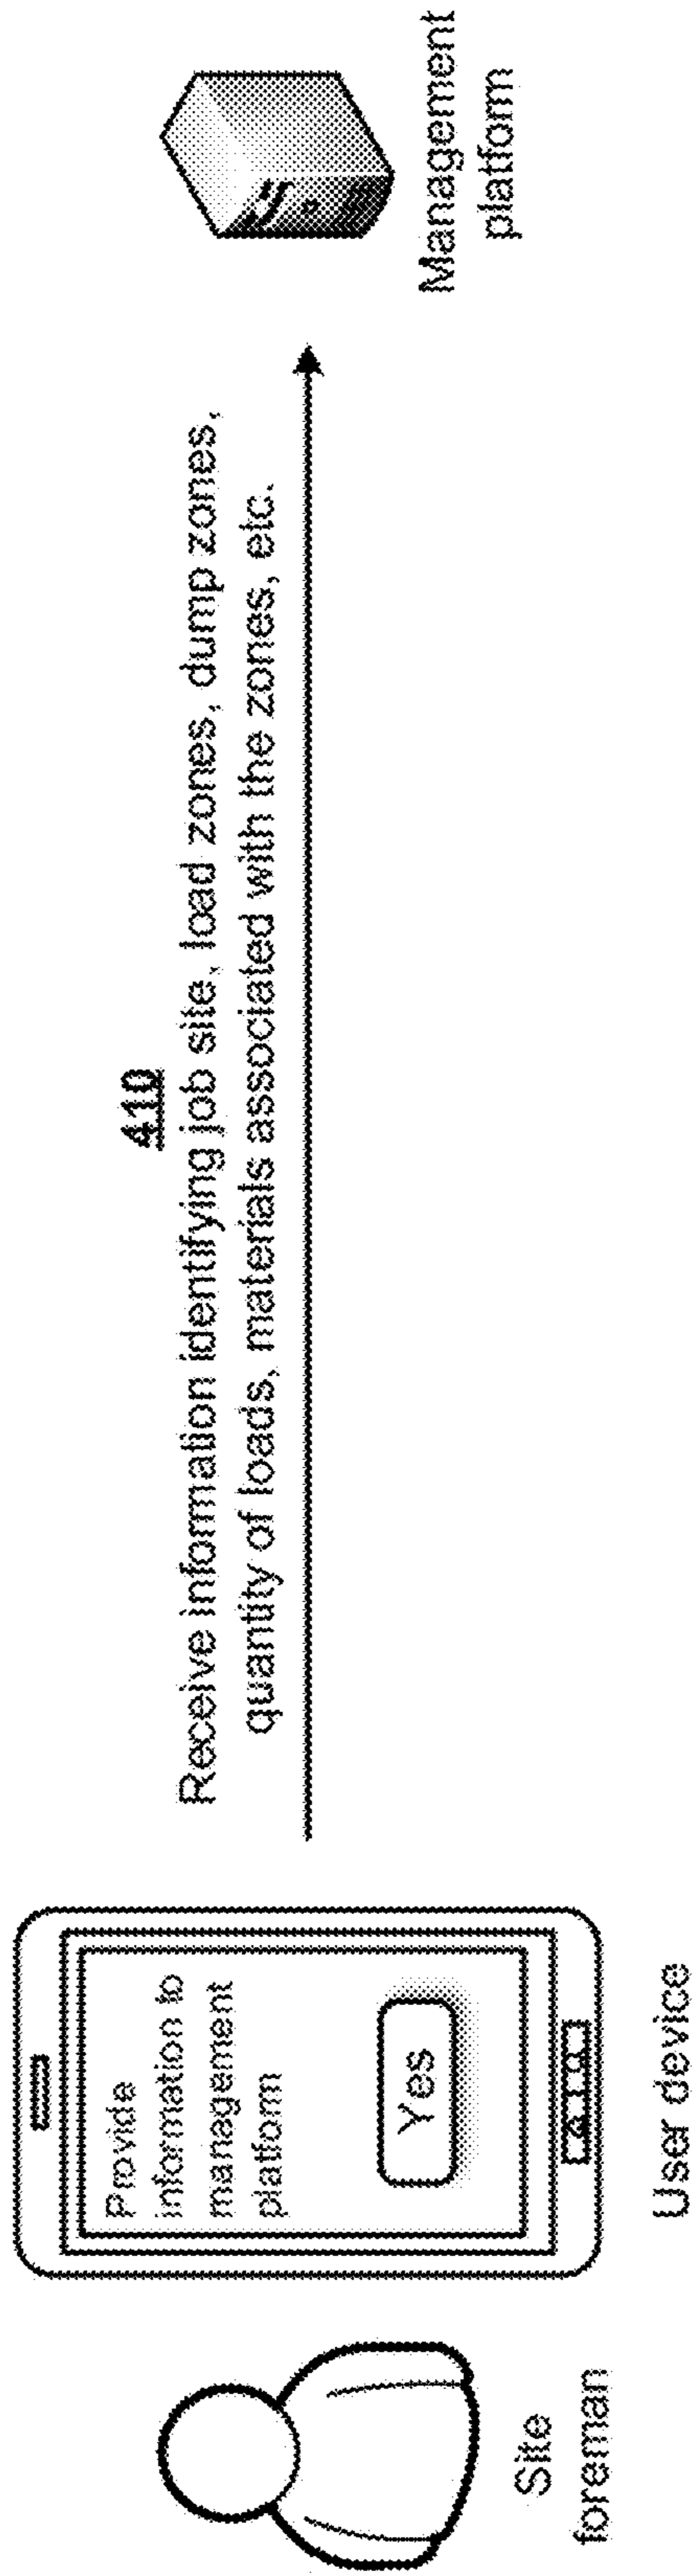 410
Receive information identifying job site, load zones, dump zones,
quantity of loads, materials associated with the zones, etc.
Provide
information to
management
platform
Yes
Site
foreman
User device
Management
platform